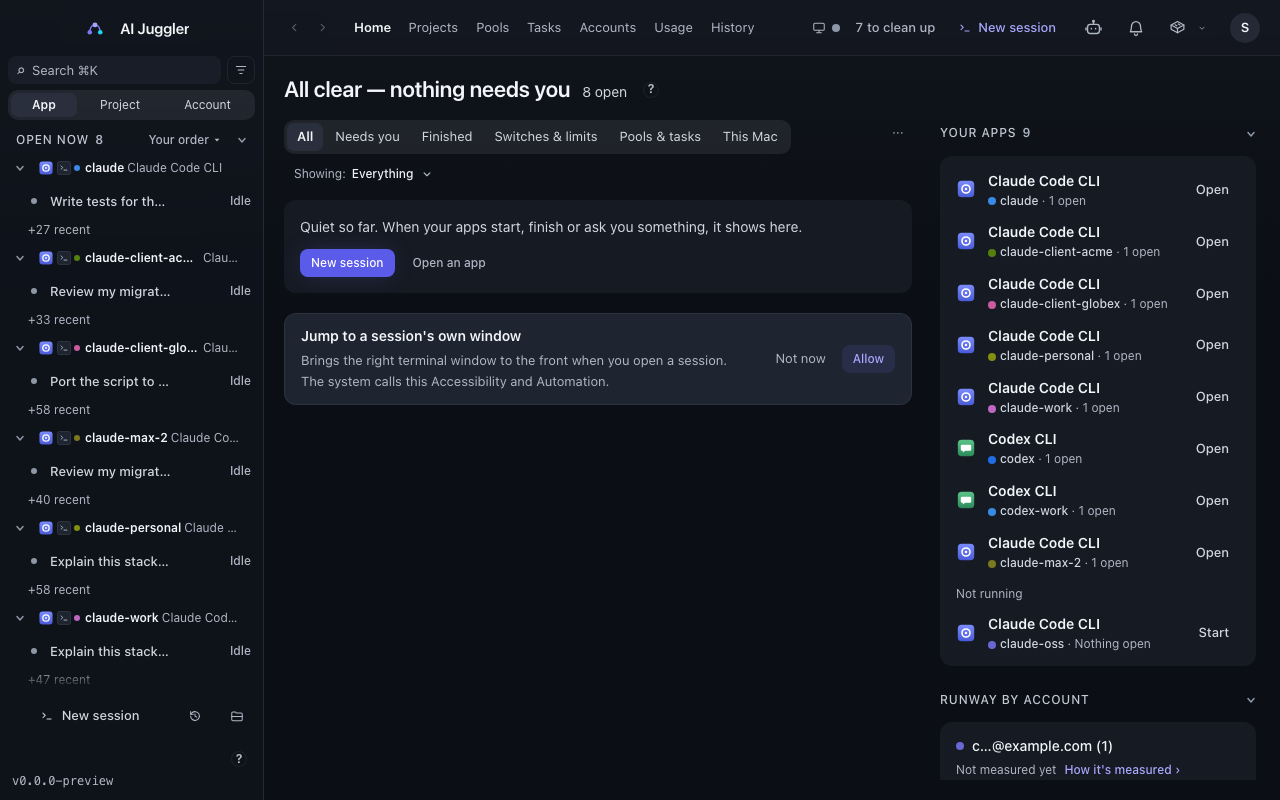 AI Juggler
Search ⌘K
App Project Account
OPEN NOW 8 Your order
claude Claude Code CLI
Write tests for th... Idle
+27 recent
claude-client-ac... Clau...
Review my migrat... Idle
+33 recent
claude-client-glo... Clau...
Port the script to ... Idle
+58 recent
claude-max-2 Claude Co...
Review my migrat... Idle
+40 recent
claude-personal Claude ...
Explain this stack... Idle
+58 recent
claude-work Claude Cod...
Explain this stack... Idle
+47 recent
New session
?
v0.0.0-preview
Home Projects Pools Tasks Accounts Usage History
7 to clean up
New session
S
All clear — nothing needs you 8 open ?
All Needs you Finished Switches & limits Pools & tasks This Mac ...
Showing: Everything
Quiet so far. When your apps start, finish or ask you something, it shows here.
New session Open an app
Jump to a session's own window
Brings the right terminal window to the front when you open a session.
The system calls this Accessibility and Automation.
Not now Allow
YOUR APPS 9
Claude Code CLI
claude · 1 open
Open
Claude Code CLI
claude-client-acme · 1 open
Open
Claude Code CLI
claude-client-globex · 1 open
Open
Claude Code CLI
claude-personal · 1 open
Open
Claude Code CLI
claude-work · 1 open
Open
Codex CLI
codex · 1 open
Open
Codex CLI
codex-work · 1 open
Open
Claude Code CLI
claude-max-2 · 1 open
Open
Not running
Claude Code CLI
claude-oss · Nothing open
Start
RUNWAY BY ACCOUNT
c...@example.com (1)
Not measured yet How it's measured ›